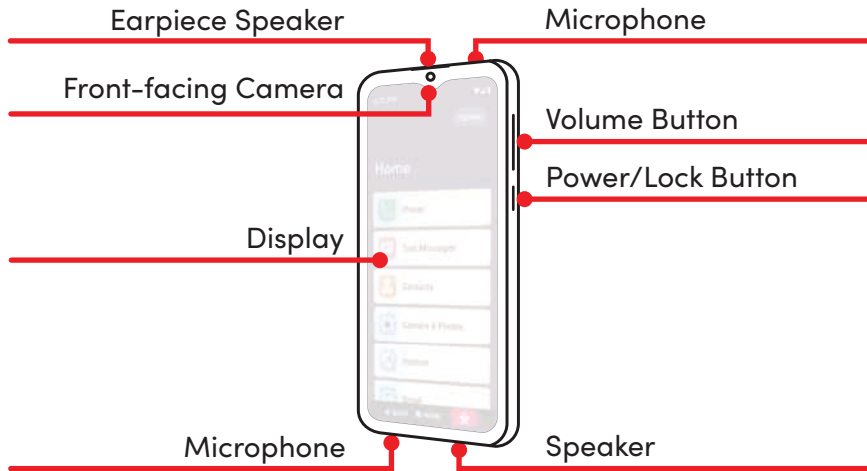 Earpiece Speaker
Microphone
Front-facing Camera
Volume Button
Power/Lock Button
Home
Phone
Text Messages
Display
Contacts
Camera & Photos
Email
Microphone
Speaker